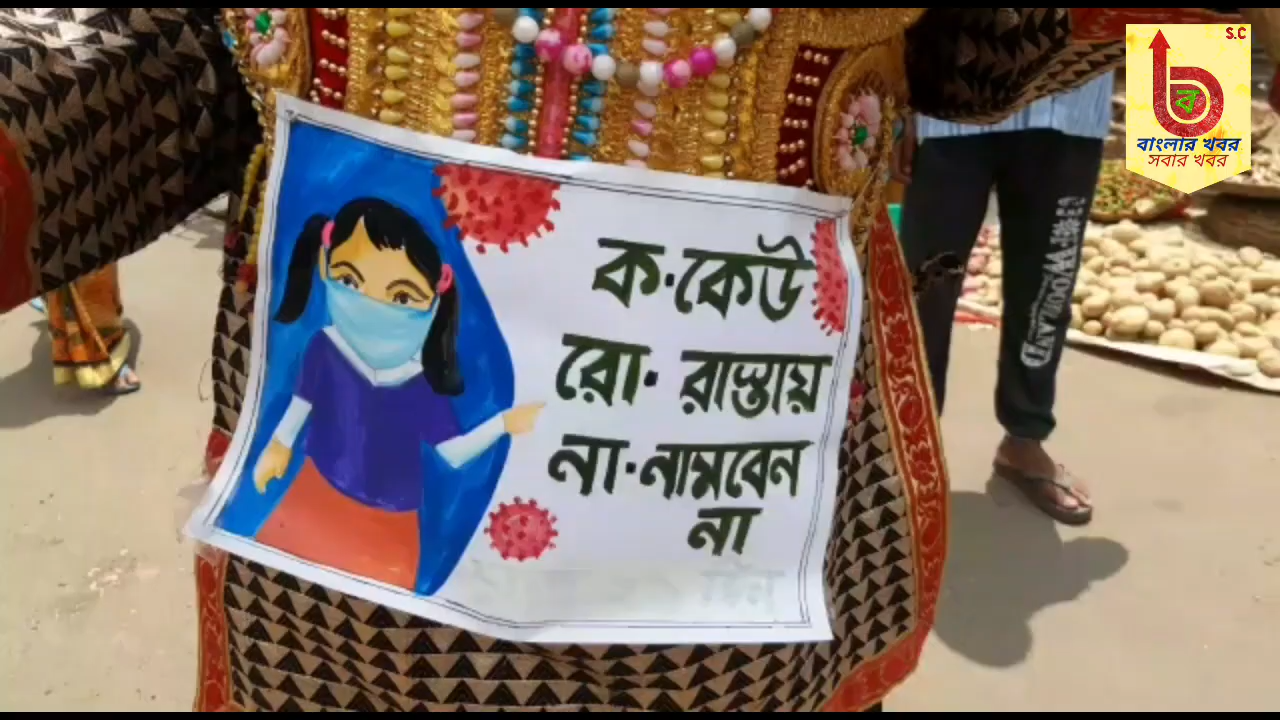 S.C
ব
বাংলার খবর
সবার খবর
ক·কেউ
রো· রাস্তায়
না·নামবেন
না